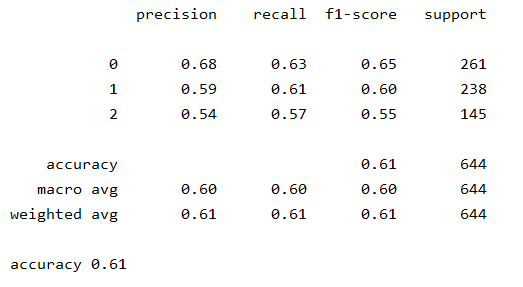 precision recall f1-score support
0 0.68 0.63 0.65 261
1 0.59 0.61 0.60 238
2 0.54 0.57 0.55 145
accuracy 0.61 644
macro avg 0.60 0.60 0.60 644
weighted avg 0.61 0.61 0.61 644
accuracy 0.61